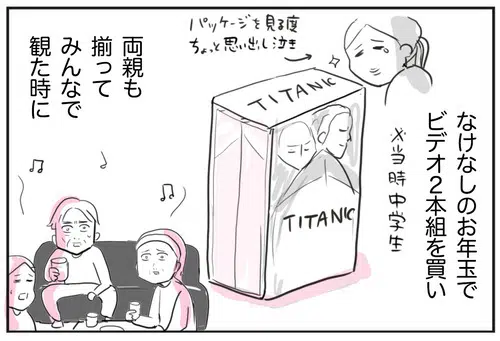 なけなしのお年玉で
ビデオ2本組を買い
※当時中学生
パッケージを見る度
ちょっと思い出し泣き
TITANIC
TITANIC
両親も
揃って
みんなで
観た時に